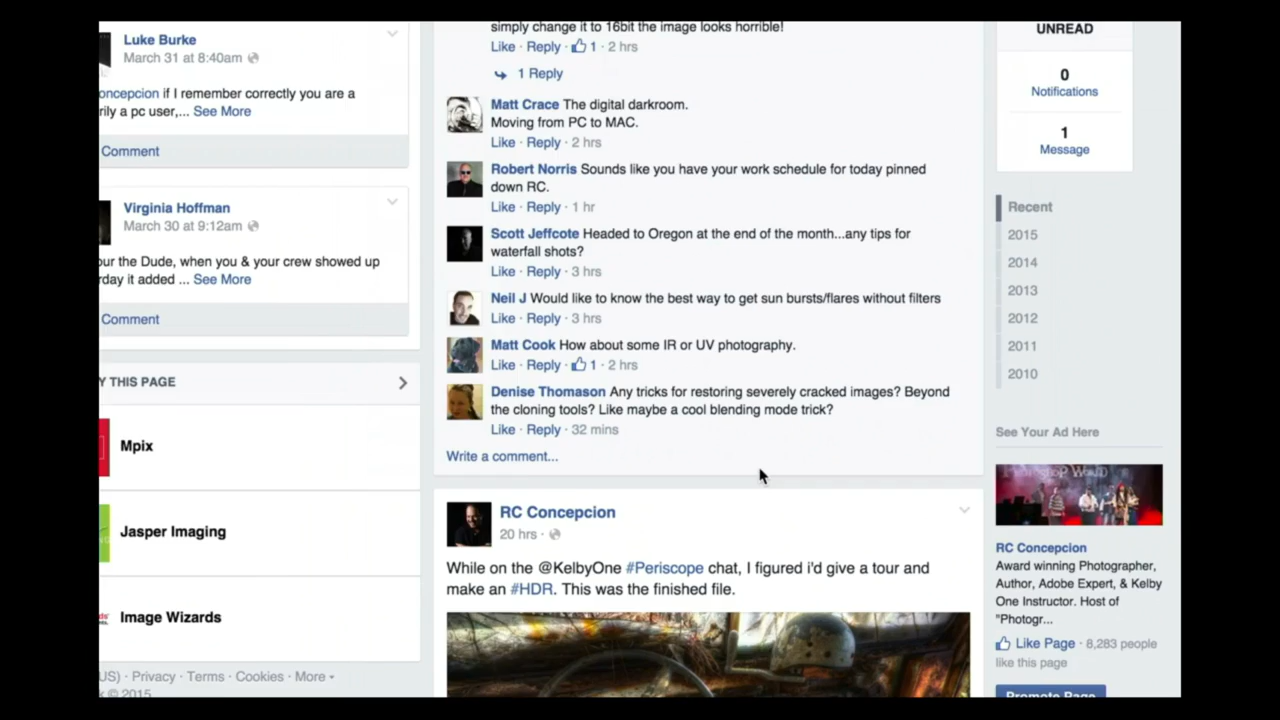 Luke Burke
March 31 at 8:40am
oncepcion if I remember correctly you are a
rily a pc user,... See More
Comment
Virginia Hoffman
March 30 at 9:12am
our the Dude, when you & your crew showed up
rday it added ... See More
Comment
Y THIS PAGE
Mpix
Jasper Imaging
Image Wizards
US) · Privacy · Terms · Cookies · More
k © 2015
simply change it to 16bit the image looks horrible!
Like · Reply · 1 · 2 hrs
1 Reply
Matt Crace The digital darkroom.
Moving from PC to MAC.
Like · Reply · 2 hrs
Robert Norris Sounds like you have your work schedule for today pinned
down RC.
Like · Reply · 1 hr
Scott Jeffcote Headed to Oregon at the end of the month...any tips for
waterfall shots?
Like · Reply · 3 hrs
Neil J Would like to know the best way to get sun bursts/flares without filters
Like · Reply · 3 hrs
Matt Cook How about some IR or UV photography.
Like · Reply · 1 · 2 hrs
Denise Thomason Any tricks for restoring severely cracked images? Beyond
the cloning tools? Like maybe a cool blending mode trick?
Like · Reply · 32 mins
Write a comment...
RC Concepcion
20 hrs ·
While on the @KelbyOne #Periscope chat, I figured i'd give a tour and
make an #HDR. This was the finished file.
UNREAD
0
Notifications
1
Message
Recent
2015
2014
2013
2012
2011
2010
See Your Ad Here
RC Concepcion
Award winning Photographer,
Author, Adobe Expert, & Kelby
One Instructor. Host of
"Photogr...
Like Page · 8,283 people
like this page
Promote Page